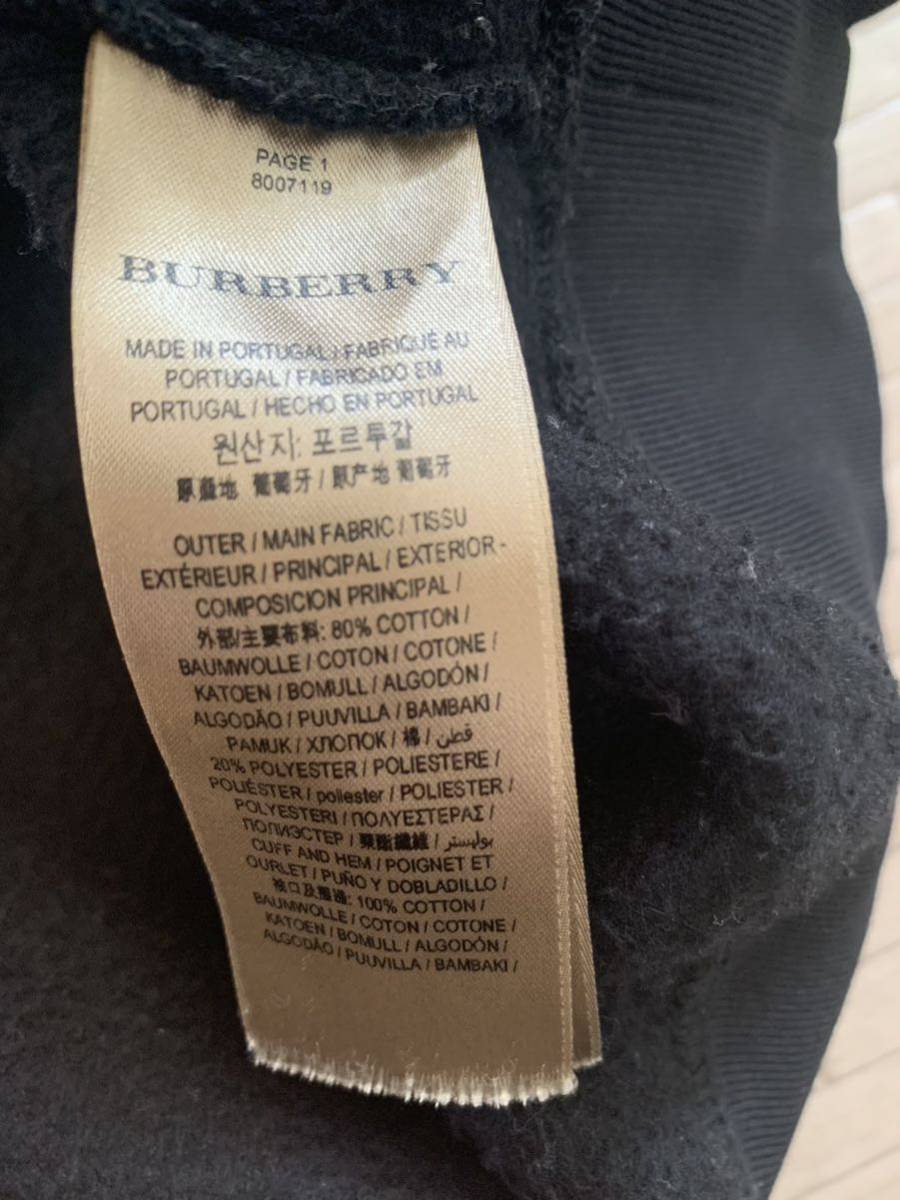 PAGE 1
8007119
BURBERRY
MADE IN PORTUGAL / FABRIQUÉ AU
PORTUGAL / FABRICADO EM
PORTUGAL / HECHO EN PORTUGAL
원산지: 포르투갈
原產地 葡萄牙 / 原产地 葡萄牙
OUTER / MAIN FABRIC / TISSU
EXTÉRIEUR / PRINCIPAL / EXTERIOR -
COMPOSICION PRINCIPAL /
外部/主要布料: 80% COTTON /
BAUMWOLLE / COTON / COTONE /
KATOEN / BOMULL / ALGODÓN /
ALGODÃO / PUUVILLA / BAMBAKI /
PAMUK / ХЛОПОК / 棉 / قطن /
20% POLYESTER / POLIESTERE /
POLIÉSTER / poliester / POLIESTER /
POLYESTERI / ΠΟΛΥΕΣΤΕΡΑΣ /
ПОЛИЭСТЕР / 聚酯纖維 / بوليستر /
CUFF AND HEM / POIGNET ET
OURLET / PUÑO Y DOBLADILLO /
袖口及摺邊: 100% COTTON /
BAUMWOLLE / COTON / COTONE /
KATOEN / BOMULL / ALGODÓN /
ALGODÃO / PUUVILLA / BAMBAKI /